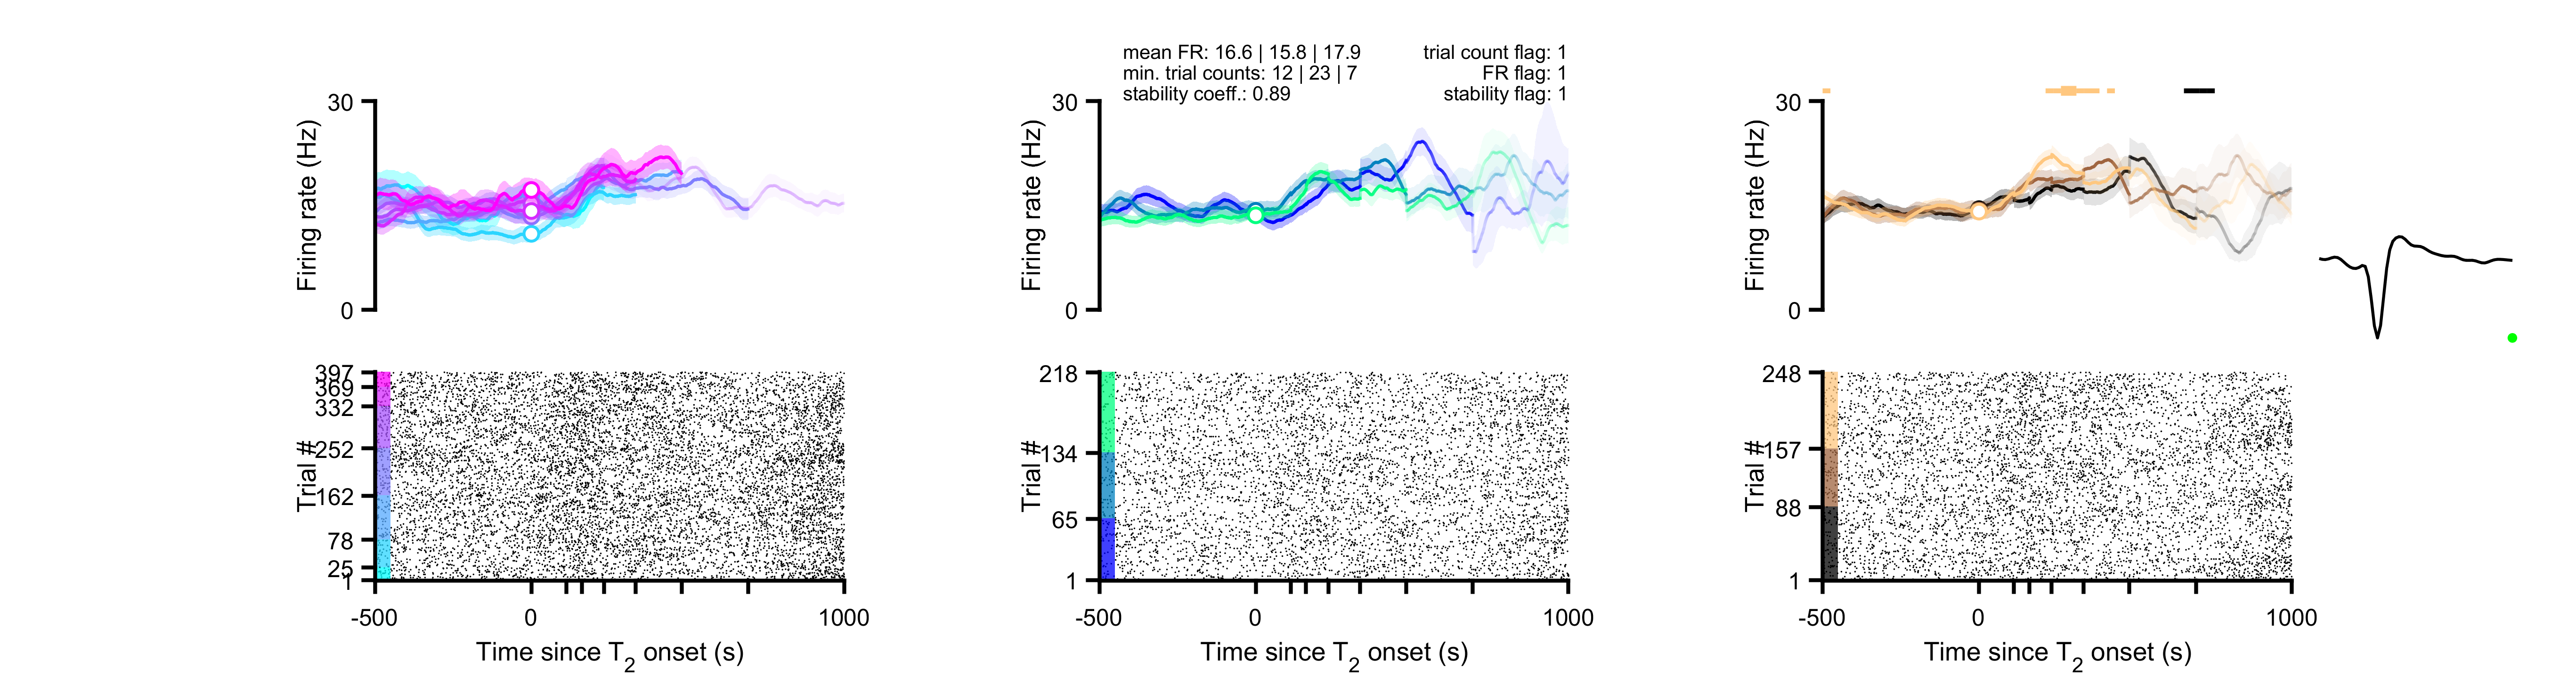 mean FR: 16.6 | 15.8 | 17.9
trial count flag: 1
min. trial counts: 12 | 23 | 7
FR flag: 1
stability coeff.: 0.89
stability flag: 1
30
Firing rate (Hz)
0
30
Firing rate (Hz)
0
30
Firing rate (Hz)
0
397
369
332
252
162
78
25
1
Trial #
-500
0
1000
Time since T2 onset (s)
218
134
65
1
Trial #
-500
0
1000
Time since T2 onset (s)
248
157
88
1
Trial #
-500
0
1000
Time since T2 onset (s)